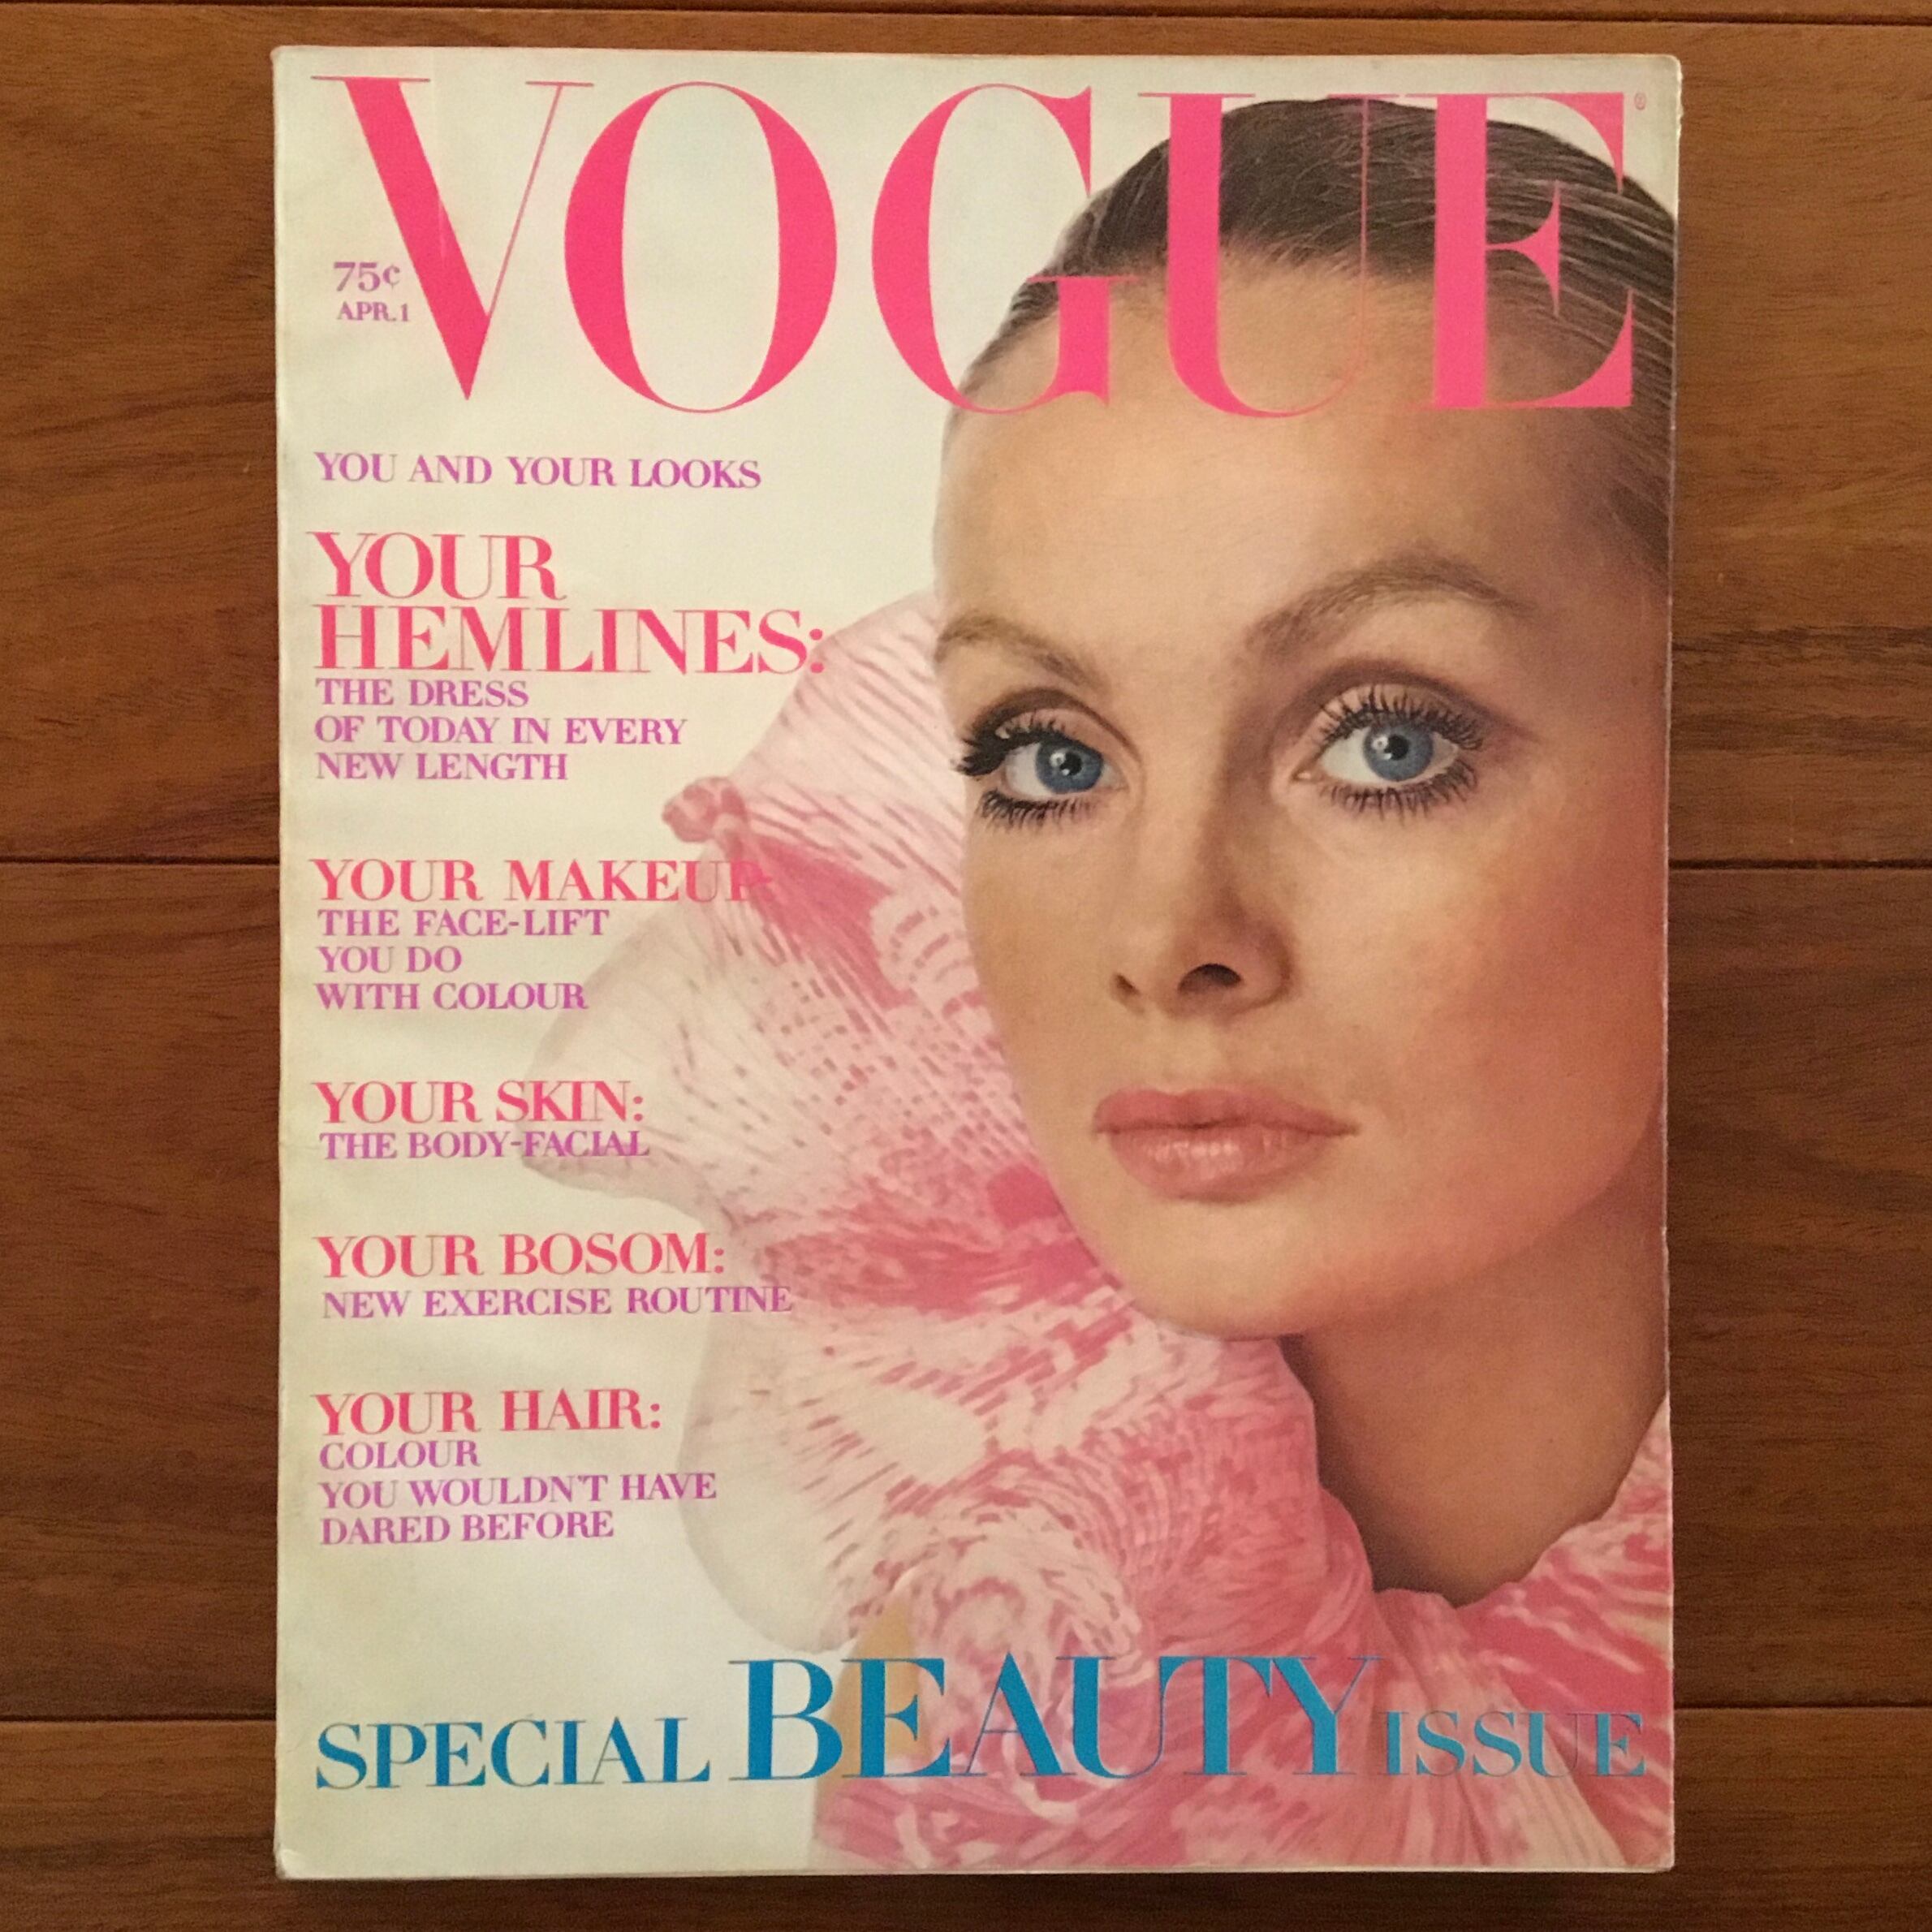 VOGUE
®
75¢
APR.1
YOU AND YOUR LOOKS
YOUR
HEMLINES:
THE DRESS
OF TODAY IN EVERY
NEW LENGTH
YOUR MAKEUP
THE FACE-LIFT
YOU DO
WITH COLOUR
YOUR SKIN:
THE BODY-FACIAL
YOUR BOSOM:
NEW EXERCISE ROUTINE
YOUR HAIR:
COLOUR
YOU WOULDN'T HAVE
DARED BEFORE
SPECIAL BEAUTY ISSUE